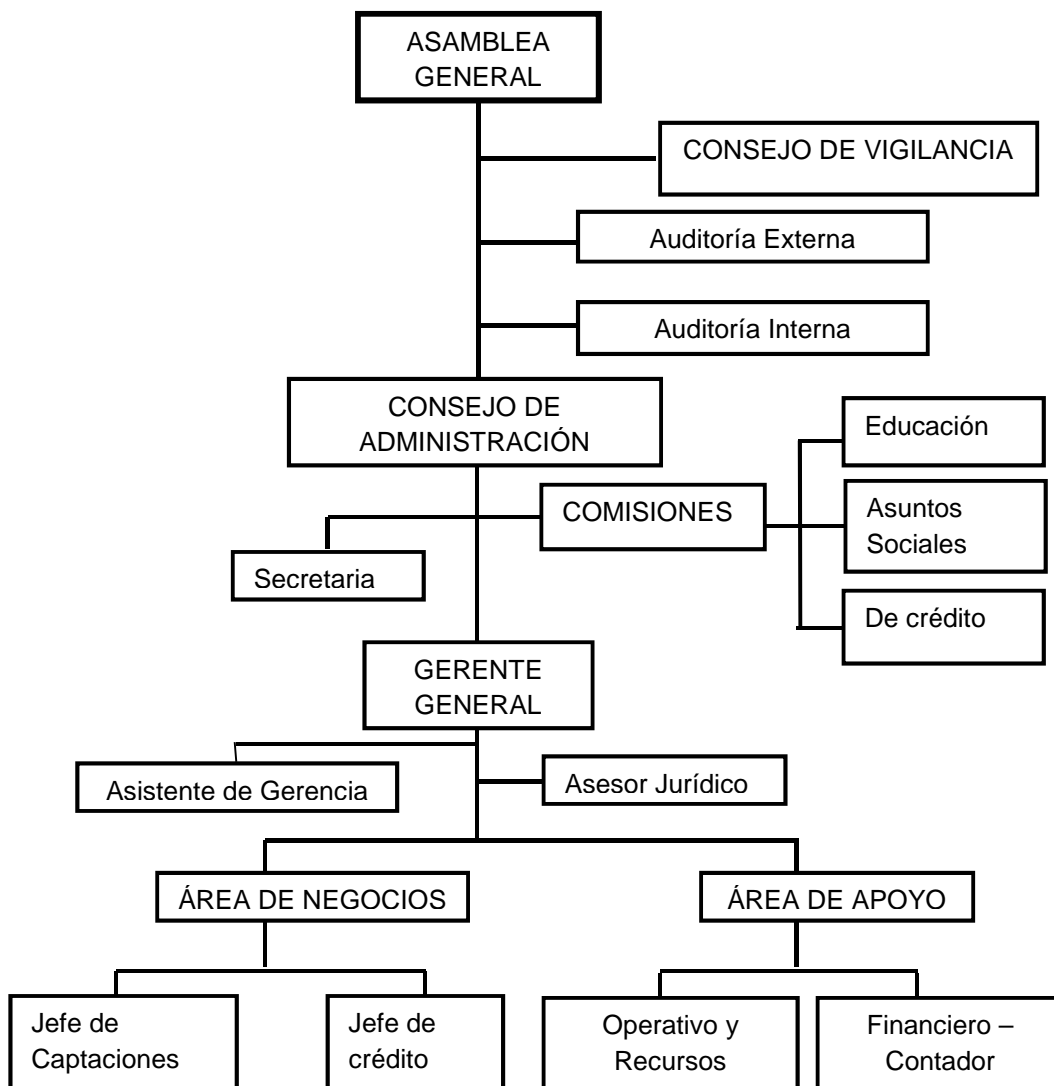 ASAMBLEA
GENERAL
CONSEJO DE VIGILANCIA
Auditoría Externa
Auditoría Interna
CONSEJO DE
ADMINISTRACIÓN
Educación
COMISIONES
Asuntos
Sociales
Secretaria
De crédito
GERENTE
GENERAL
Asistente de Gerencia
Asesor Jurídico
ÁREA DE NEGOCIOS
ÁREA DE APOYO
Jefe de
Captaciones
Jefe de
crédito
Operativo y
Recursos
Financiero –
Contador